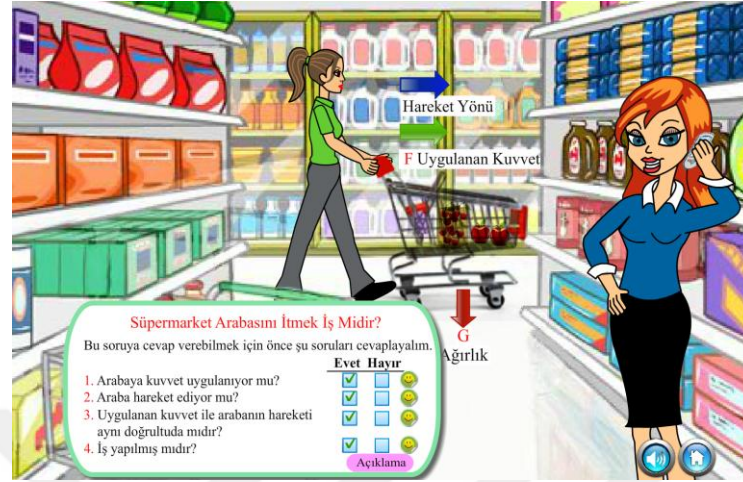 Hareket Yönü
F Uygulanan Kuvvet
G
Ağırlık
Süpermarket Arabasını İtmek İş Midir?
Bu soruya cevap verebilmek için önce şu soruları cevaplayalım.
Evet Hayır
1. Arabaya kuvvet uygulanıyor mu?
2. Araba hareket ediyor mu?
3. Uygulanan kuvvet ile arabanın hareketi
aynı doğrultuda mıdır?
4. İş yapılmış mıdır?
Açıklama